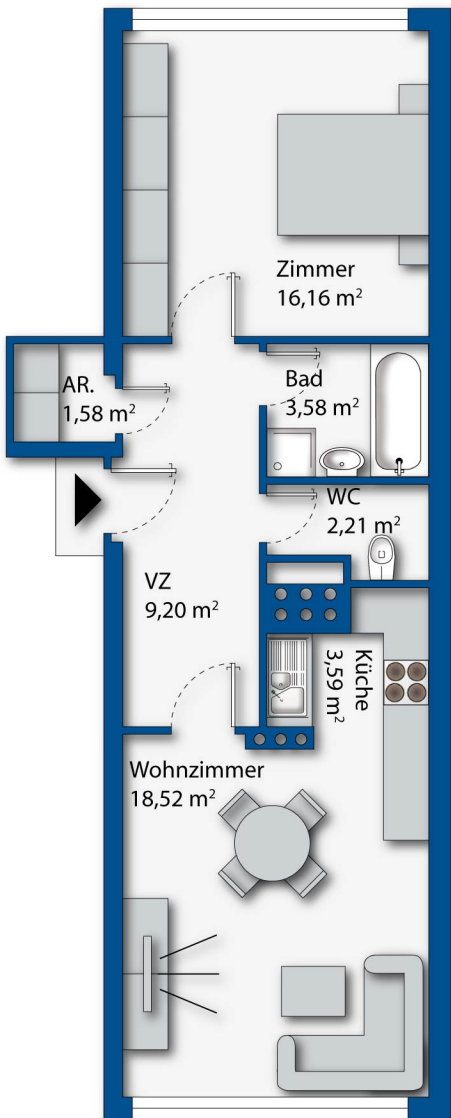 Zimmer
16,16 m²
AR.
1,58 m²
Bad
3,58 m²
WC
2,21 m²
VZ
9,20 m²
Küche
3,59 m²
Wohnzimmer
18,52 m²